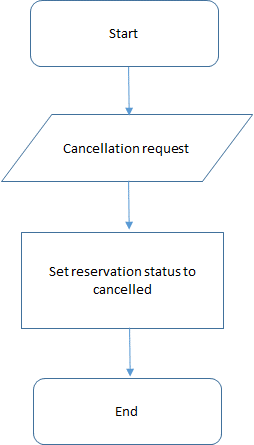 Start
Cancellation request
Set reservation status to
cancelled
End